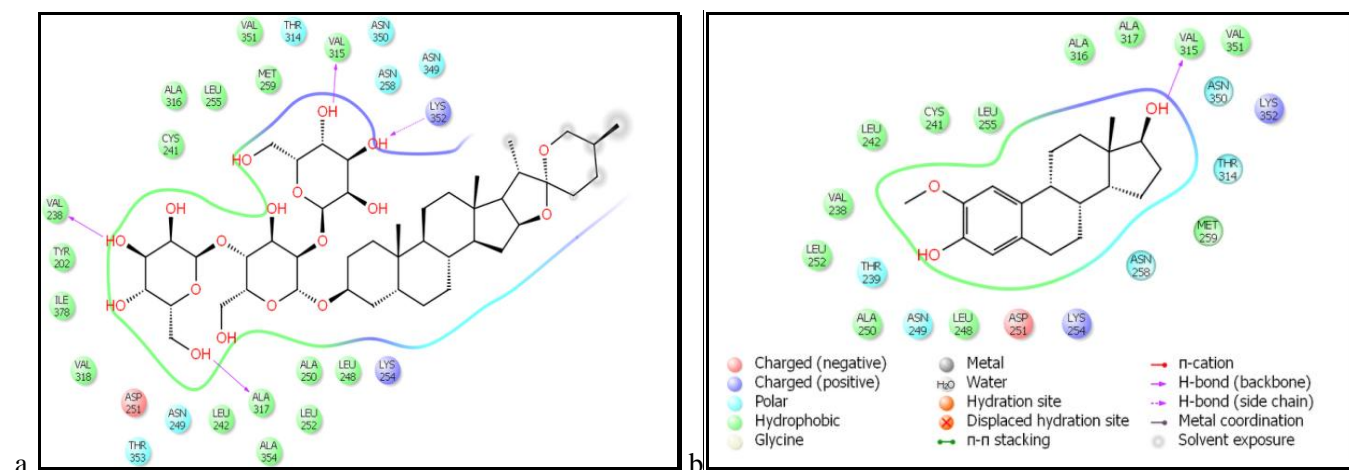 VAL 351
THR 314
ASN 350
VAL 315
ASN 349
MET 259
ASN 258
ALA 316
LEU 255
LYS 352
CYS 241
OH
OH
HO
O
O
OH
O
VAL 238
OH
OH
O
HO
O
TYR 202
OH
O
O
O
O
ILE 378
HO
OH
OH
VAL 318
ALA 250
LEU 248
LYS 254
ASP 251
ASN 249
LEU 242
ALA 317
LEU 252
THR 353
ALA 354
a
ALA 316
ALA 317
VAL 315
VAL 351
ASN 350
LYS 352
CYS 241
LEU 255
OH
LEU 242
THR 314
VAL 238
O
MET 259
LEU 252
HO
THR 239
ASN 258
ALA 250
ASN 249
LEU 248
ASP 251
LYS 254
Charged (negative)
Charged (positive)
Polar
Hydrophobic
Glycine
Metal
H₂O Water
Hydration site
Displaced hydration site
π-π stacking
π-cation
H-bond (backbone)
H-bond (side chain)
Metal coordination
Solvent exposure
b